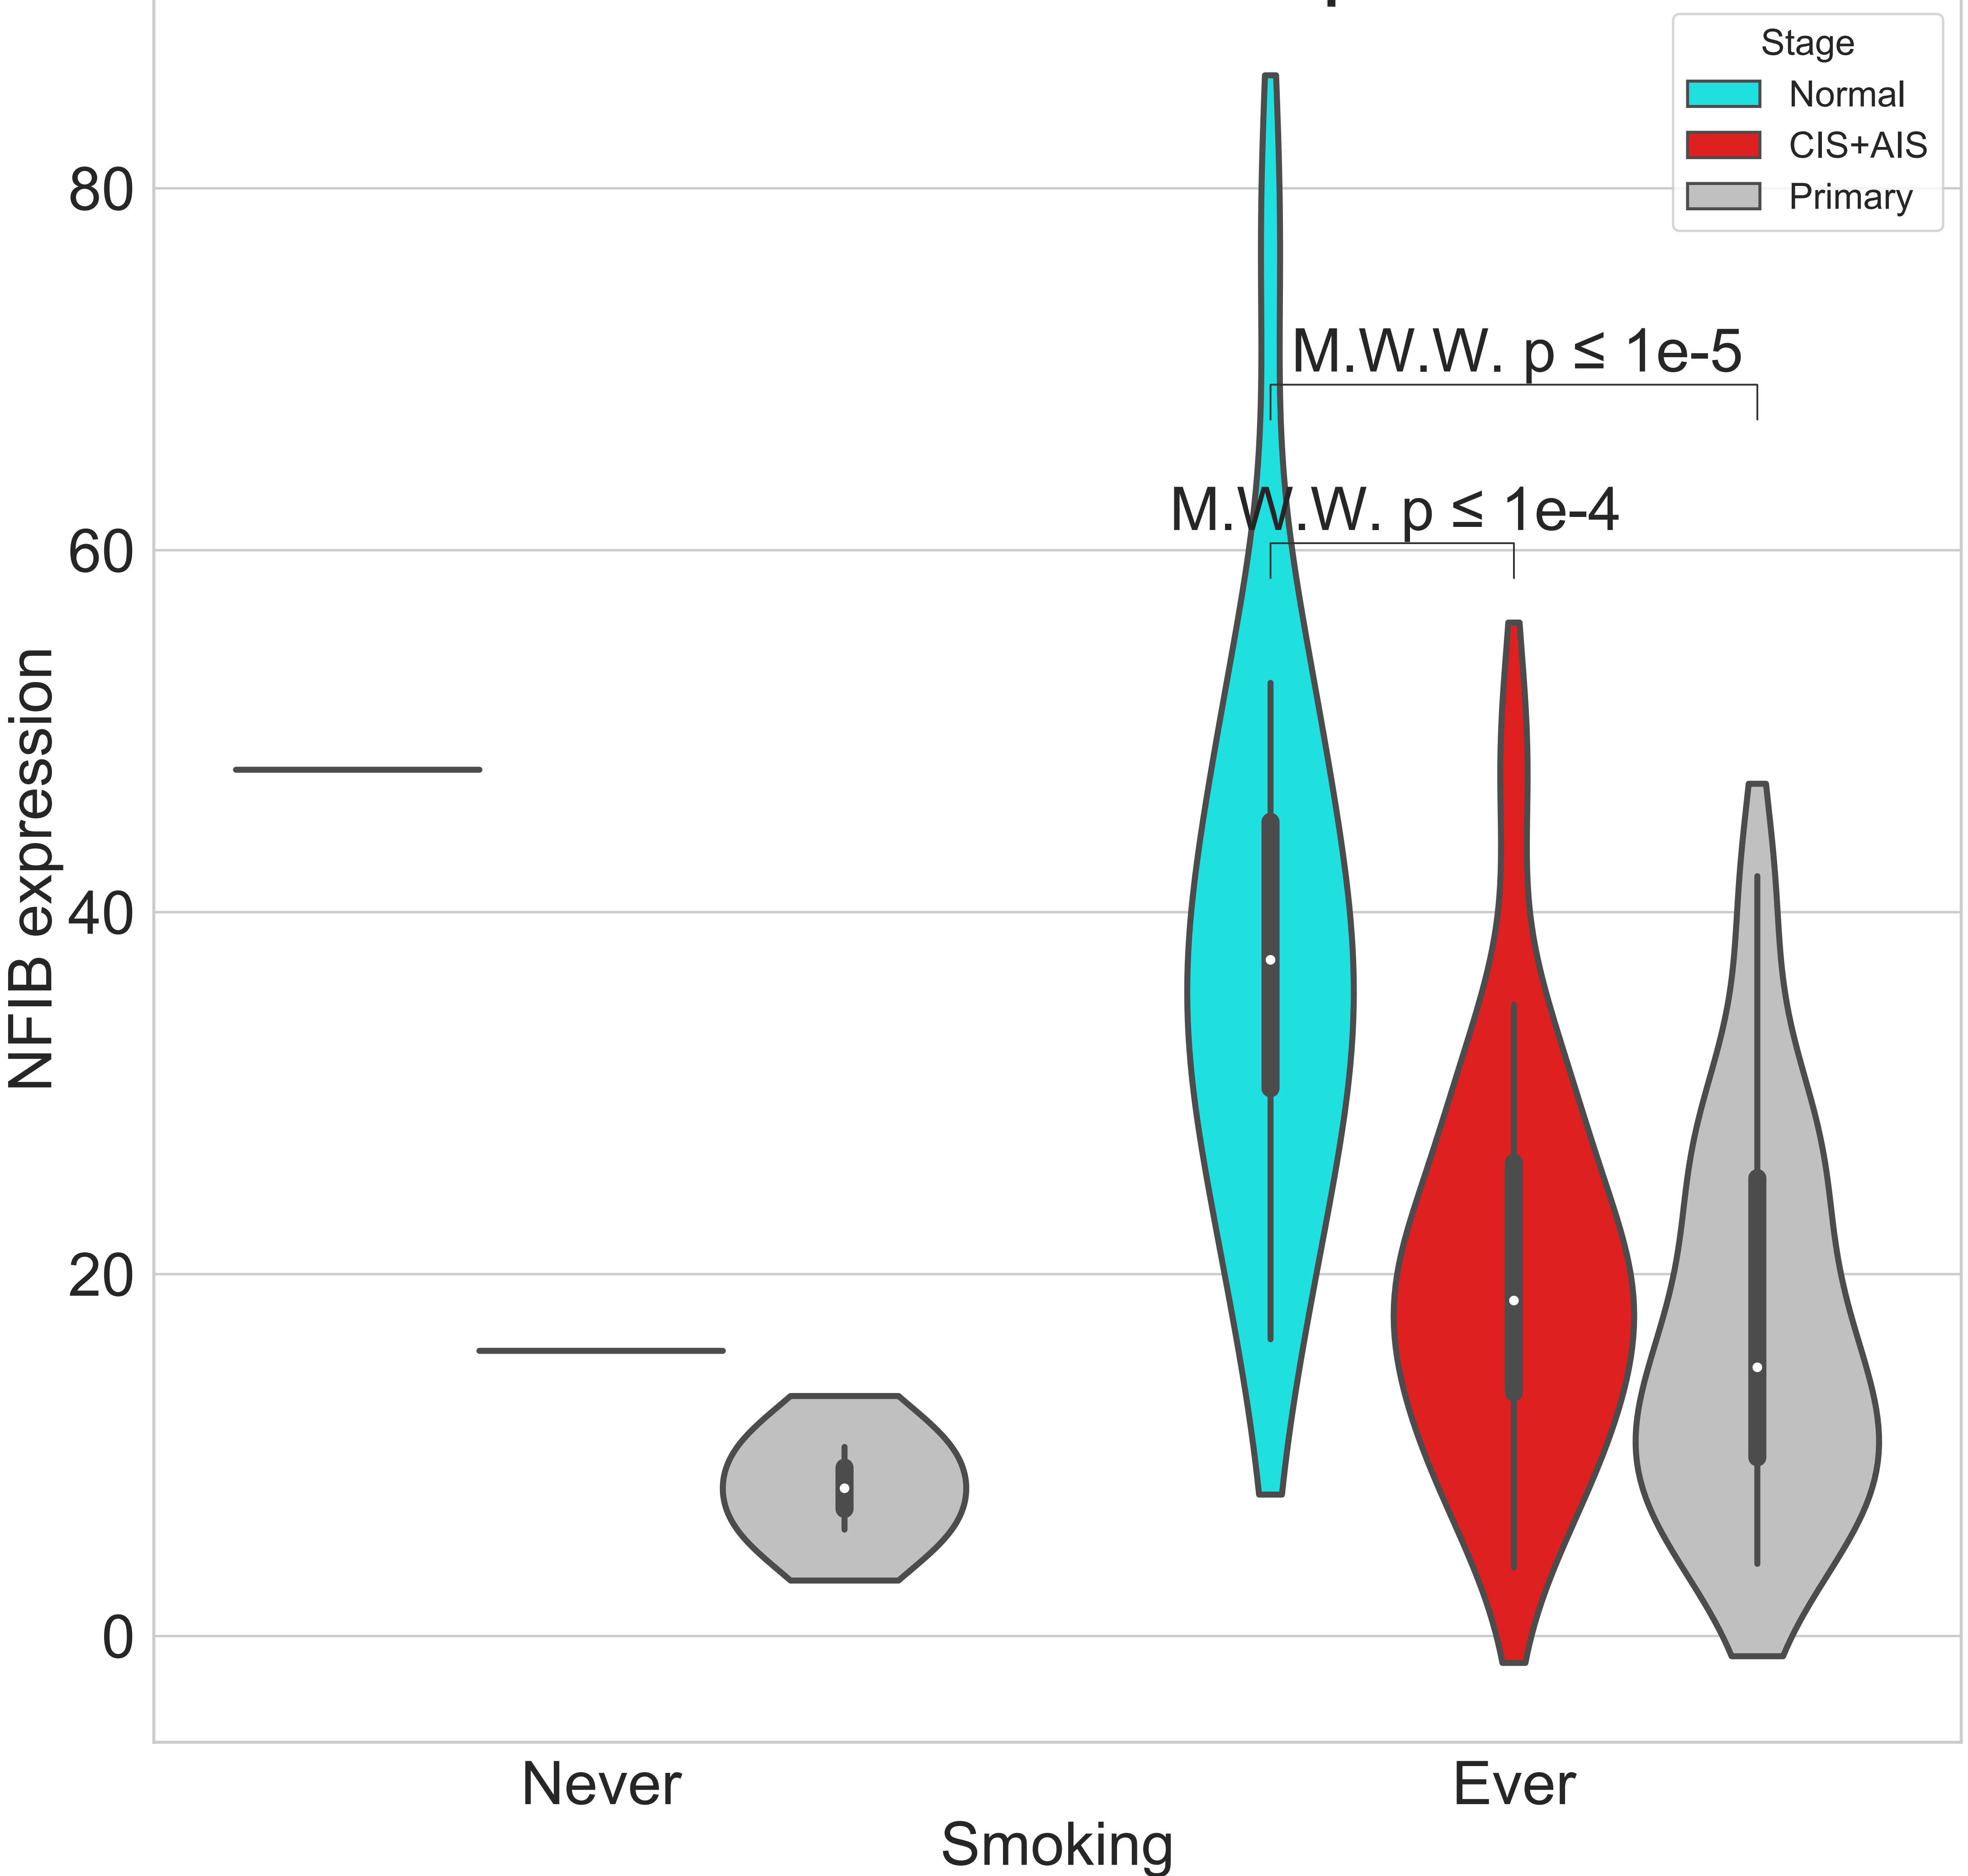 Stage
Normal
CIS+AIS
Primary
80
60
40
20
0
NFIB expression
M.W.W. p ≤ 1e-5
M.W.W. p ≤ 1e-4
Never
Ever
Smoking